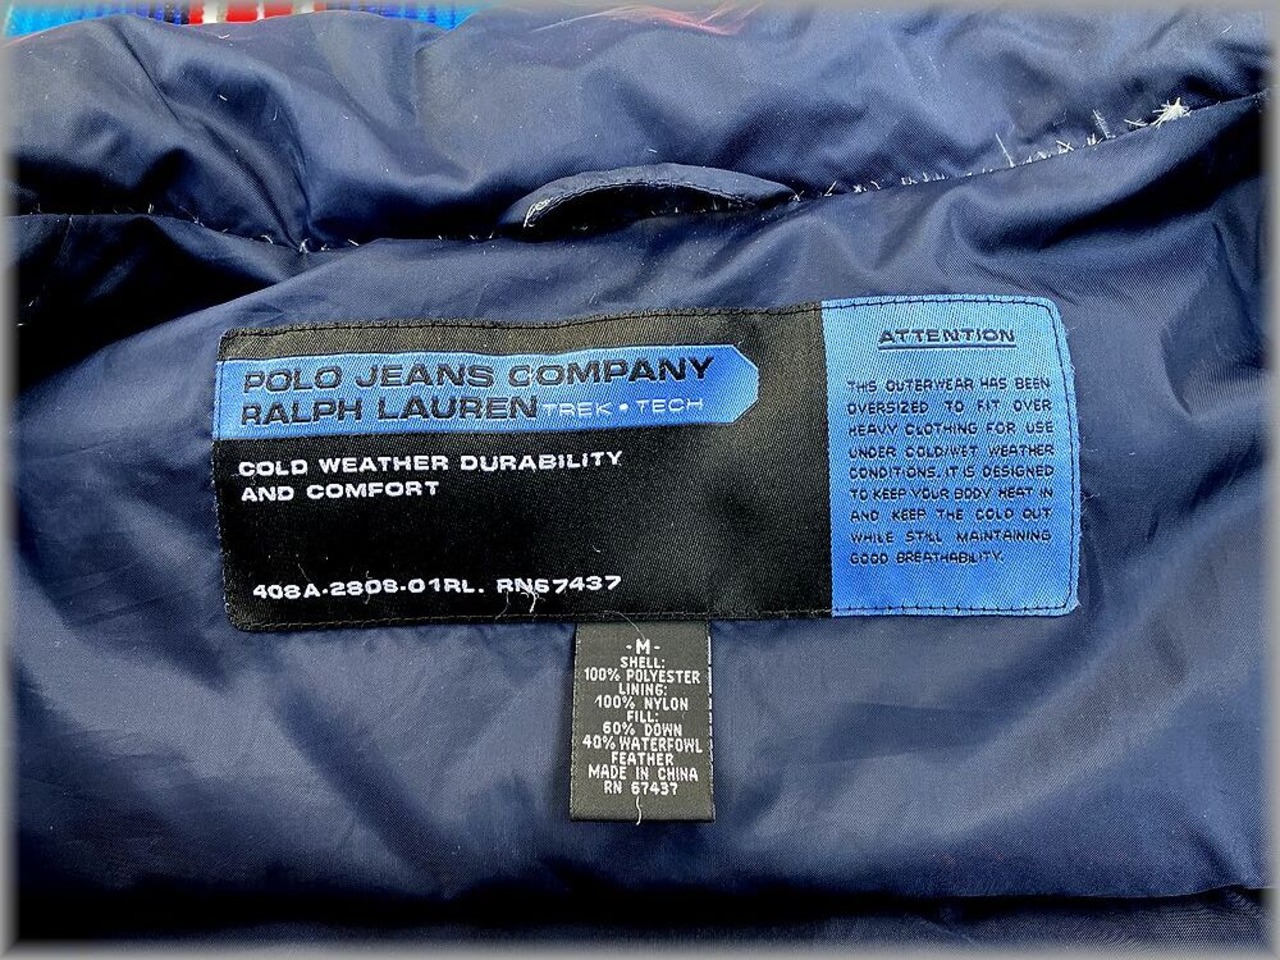 POLO JEANS COMPANY
RALPH LAUREN TREK • TECH
COLD WEATHER DURABILITY
AND COMFORT
408A-2808-01RL. RN67437
ATTENTION
THIS OUTERWEAR HAS BEEN
OVERSIZED TO FIT OVER
HEAVY CLOTHING FOR USE
UNDER COLD/WET WEATHER
CONDITIONS. IT IS DESIGNED
TO KEEP YOUR BODY HEAT IN
AND KEEP THE COLD OUT
WHILE STILL MAINTAINING
GOOD BREATHABILITY.
-M-
SHELL:
100% POLYESTER
LINING:
100% NYLON
FILL:
60% DOWN
40% WATERFOWL
FEATHER
MADE IN CHINA
RN 67437